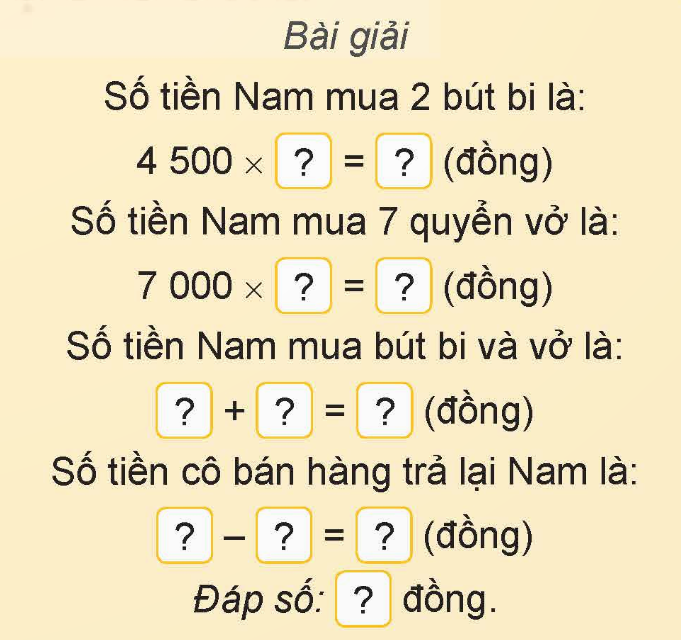 Bài giải
Số tiền Nam mua 2 bút bi là:
4 500 × ? = ? (đồng)
Số tiền Nam mua 7 quyển vở là:
7 000 × ? = ? (đồng)
Số tiền Nam mua bút bi và vở là:
? + ? = ? (đồng)
Số tiền cô bán hàng trả lại Nam là:
? – ? = ? (đồng)
Đáp số: ? đồng.